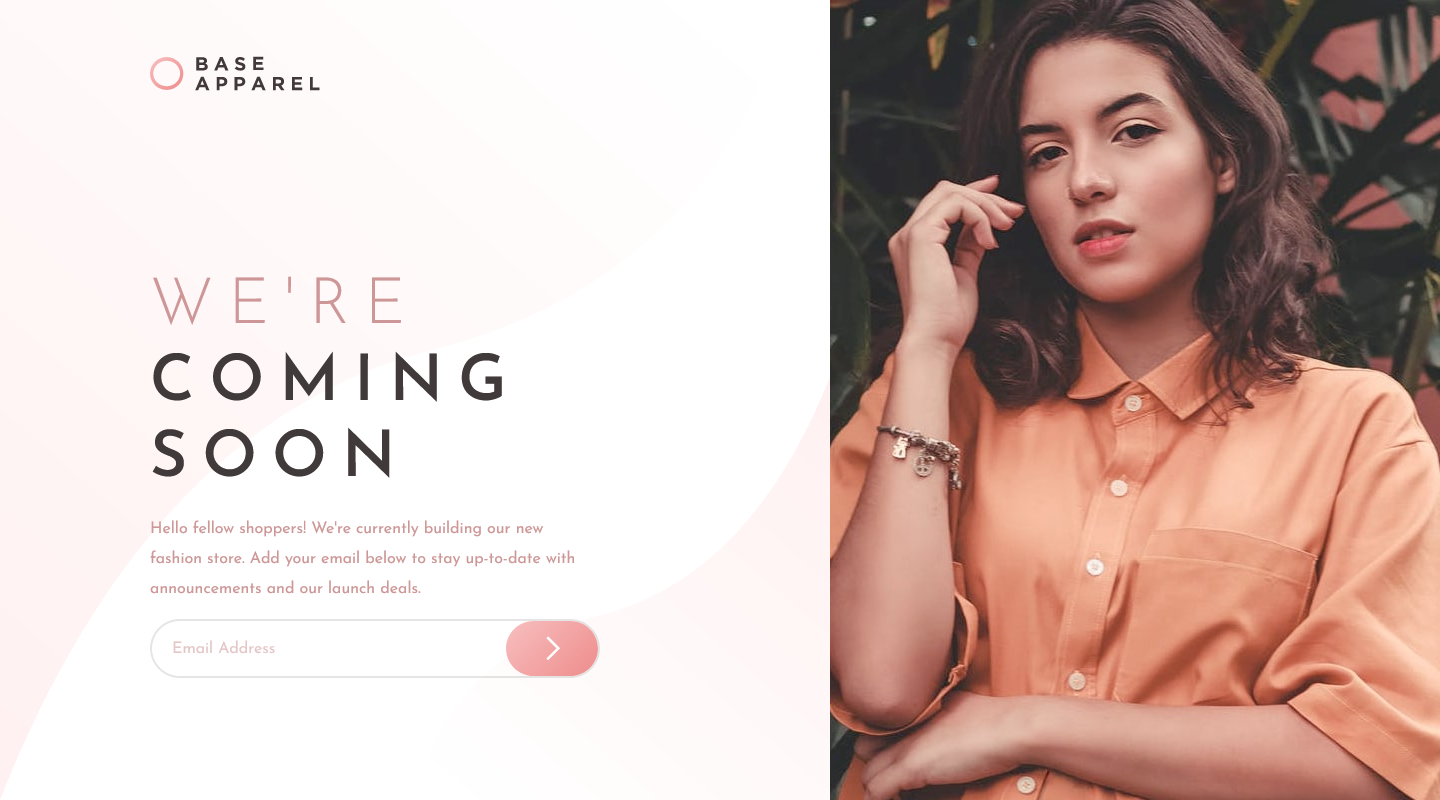 BASE
APPAREL
WE'RE
COMING
SOON
Hello fellow shoppers! We're currently building our new
fashion store. Add your email below to stay up-to-date with
announcements and our launch deals.
Email Address